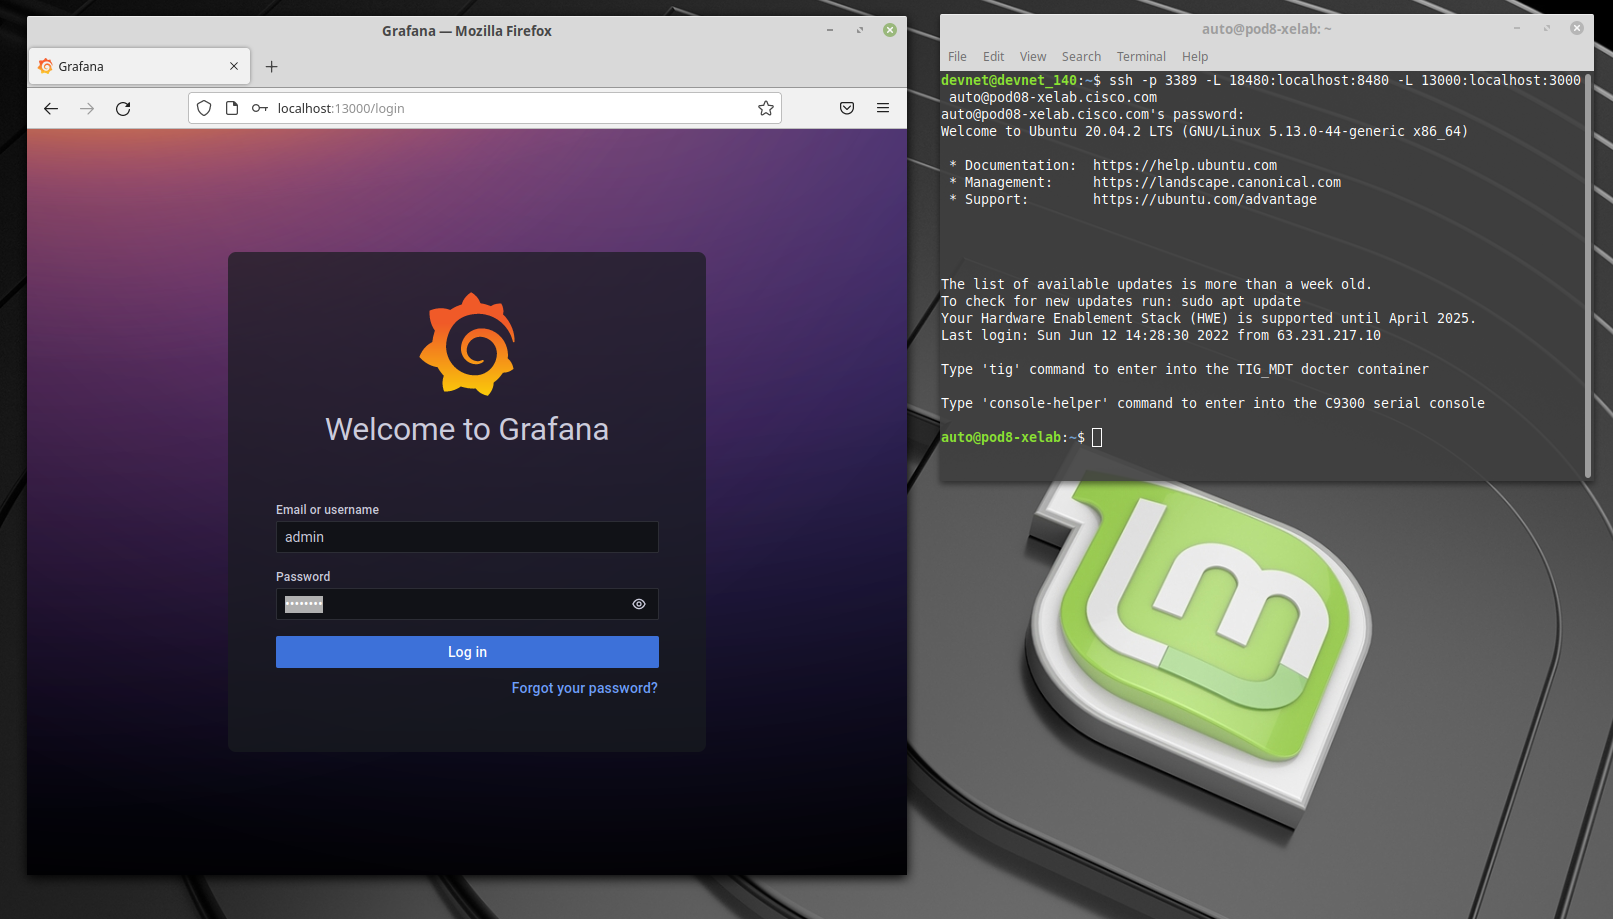 Grafana — Mozilla Firefox
Grafana
localhost:13000/login
Welcome to Grafana
Email or username
admin
Password
••••••••
Log in
Forgot your password?
auto@pod8-xelab: ~
File Edit View Search Terminal Help
devnet@devnet_140:~$ ssh -p 3389 -L 18480:localhost:8480 -L 13000:localhost:3000
auto@pod08-xelab.cisco.com
auto@pod08-xelab.cisco.com's password:
Welcome to Ubuntu 20.04.2 LTS (GNU/Linux 5.13.0-44-generic x86_64)
* Documentation:  https://help.ubuntu.com
* Management:     https://landscape.canonical.com
* Support:        https://ubuntu.com/advantage
The list of available updates is more than a week old.
To check for new updates run: sudo apt update
Your Hardware Enablement Stack (HWE) is supported until April 2025.
Last login: Sun Jun 12 14:28:30 2022 from 63.231.217.10
Type 'tig' command to enter into the TIG_MDT docter container
Type 'console-helper' command to enter into the C9300 serial console
auto@pod8-xelab:~$